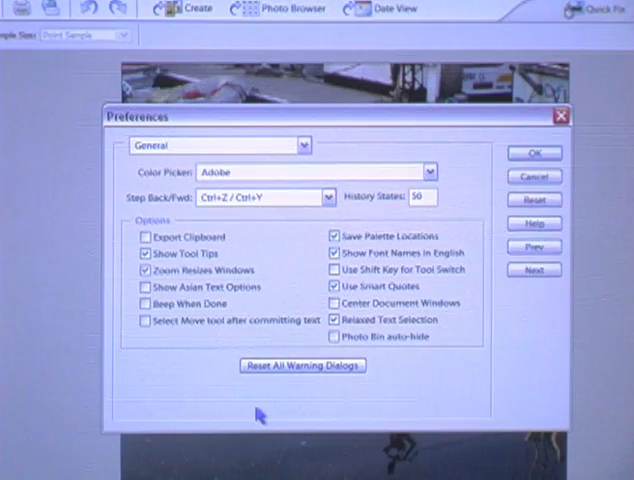 Create Photo Browser Date View Quick Fix
mple Size: Point Sample
Preferences
General
Color Picker: Adobe
Step Back/Fwd: Ctrl+Z / Ctrl+Y History States: 50
Options
Export Clipboard
Show Tool Tips
Zoom Resizes Windows
Show Asian Text Options
Beep When Done
Select Move tool after committing text
Save Palette Locations
Show Font Names in English
Use Shift Key for Tool Switch
Use Smart Quotes
Center Document Windows
Relaxed Text Selection
Photo Bin auto-hide
Reset All Warning Dialogs
OK
Cancel
Reset
Help
Prev
Next